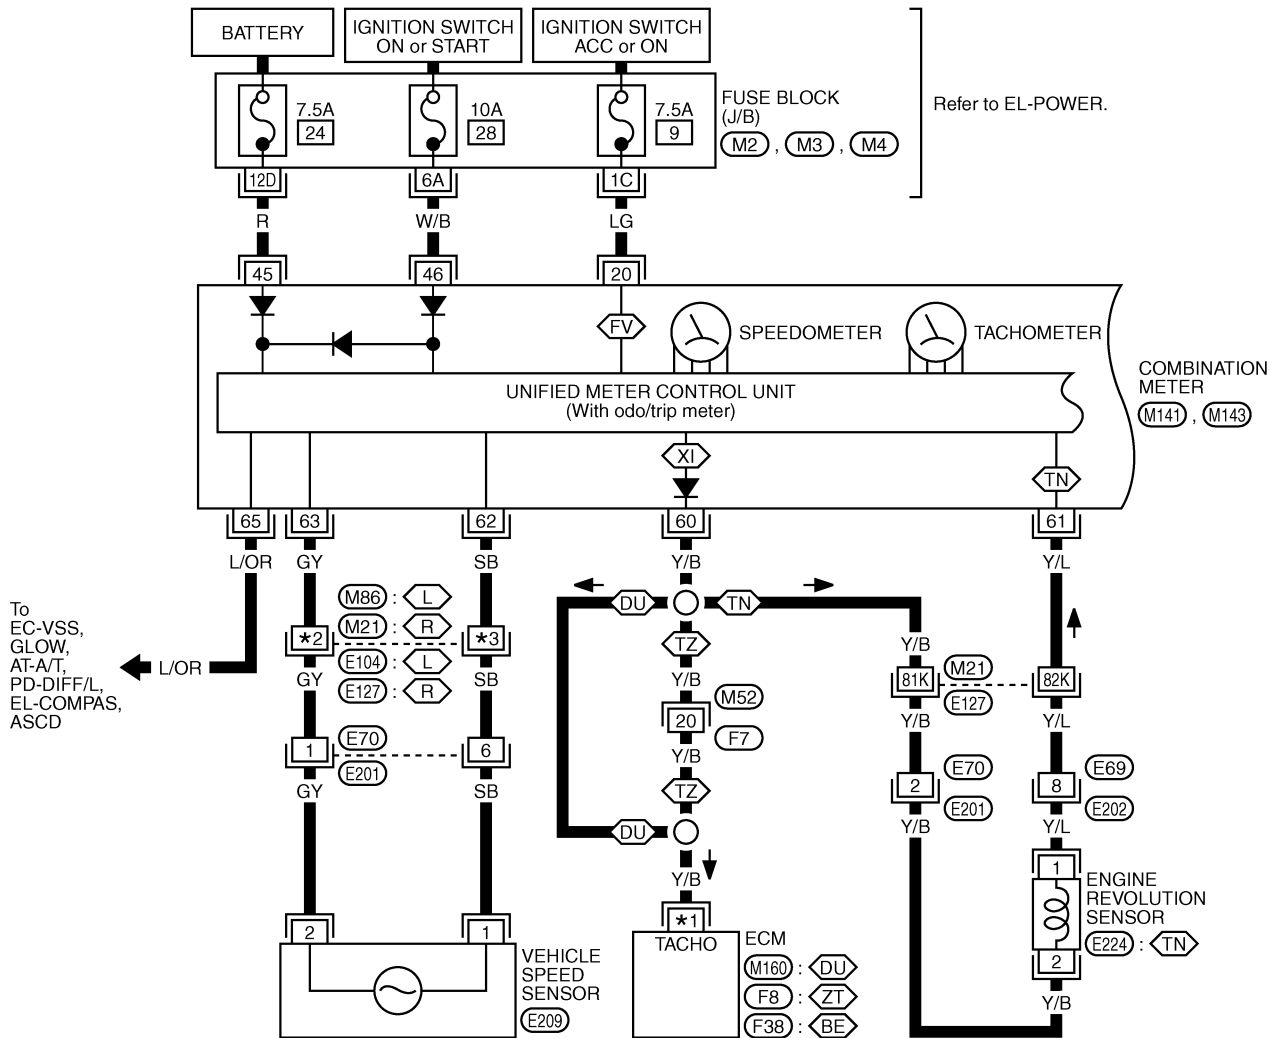 BATTERY
IGNITION SWITCH
ON or START
IGNITION SWITCH
ACC or ON
7.5A
24
10A
28
7.5A
9
FUSE BLOCK
(J/B)
M2 , M3 , M4
Refer to EL-POWER.
12D
6A
1C
R
W/B
LG
45
46
20
FV
SPEEDOMETER
TACHOMETER
UNIFIED METER CONTROL UNIT
(With odo/trip meter)
COMBINATION
METER
M141 , M143
XI
TN
65
63
62
60
61
L/OR
GY
SB
Y/B
Y/L
To
EC-VSS,
GLOW,
AT-A/T,
PD-DIFF/L,
EL-COMPAS,
ASCD
L/OR
M86 : L
M21 : R
*2
*3
E104 : L
E127 : R
GY
SB
DU
TN
TZ
Y/B
Y/B
M52
20
F7
Y/B
81K
M21
E127
82K
Y/B
Y/L
1
E70
E201
6
GY
SB
TZ
2
E70
E201
8
E69
E202
Y/B
Y/L
DU
Y/B
1
ENGINE
REVOLUTION
SENSOR
E224 : TN
2
Y/B
2
1
VEHICLE
SPEED
SENSOR
E209
*1
TACHO
ECM
M160 : DU
F8 : ZT
F38 : BE